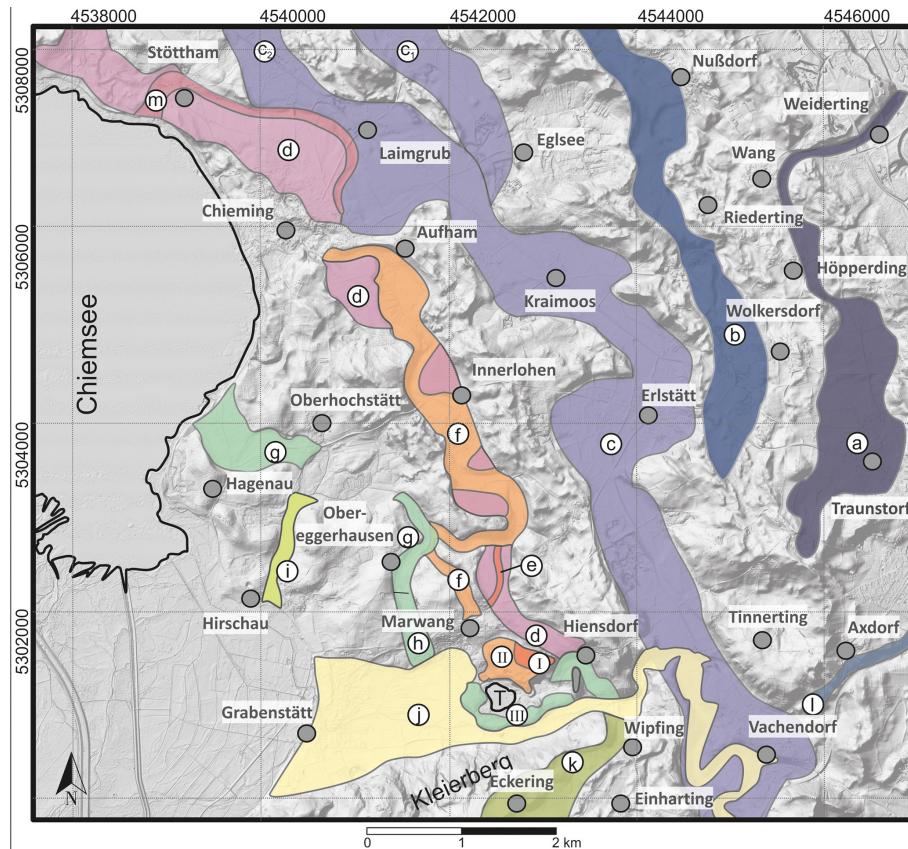 4538000
4540000
4542000
4544000
4546000
5308000
5306000
5304000
5302000
Stöttham
c₂
c₁
Nußdorf
m
Weiderting
d
Laimgrub
Eglsee
Wang
Chieming
Riederting
Aufham
Höpperding
d
Kraimoos
Wolkersdorf
b
Chiemsee
Innerlohen
Oberhochstätt
Erlstätt
f
c
a
g
Hagenau
Traunstorf
Ober-
eggerhausen
g
i
e
f
Hirschau
Marwang
h
d
Hiensdorf
Tinnerting
Axdorf
II
I
T
III
l
Grabenstätt
j
Wipfing
Vachendorf
k
Kleierberg
Eckering
Einharting
N
0
1
2 km